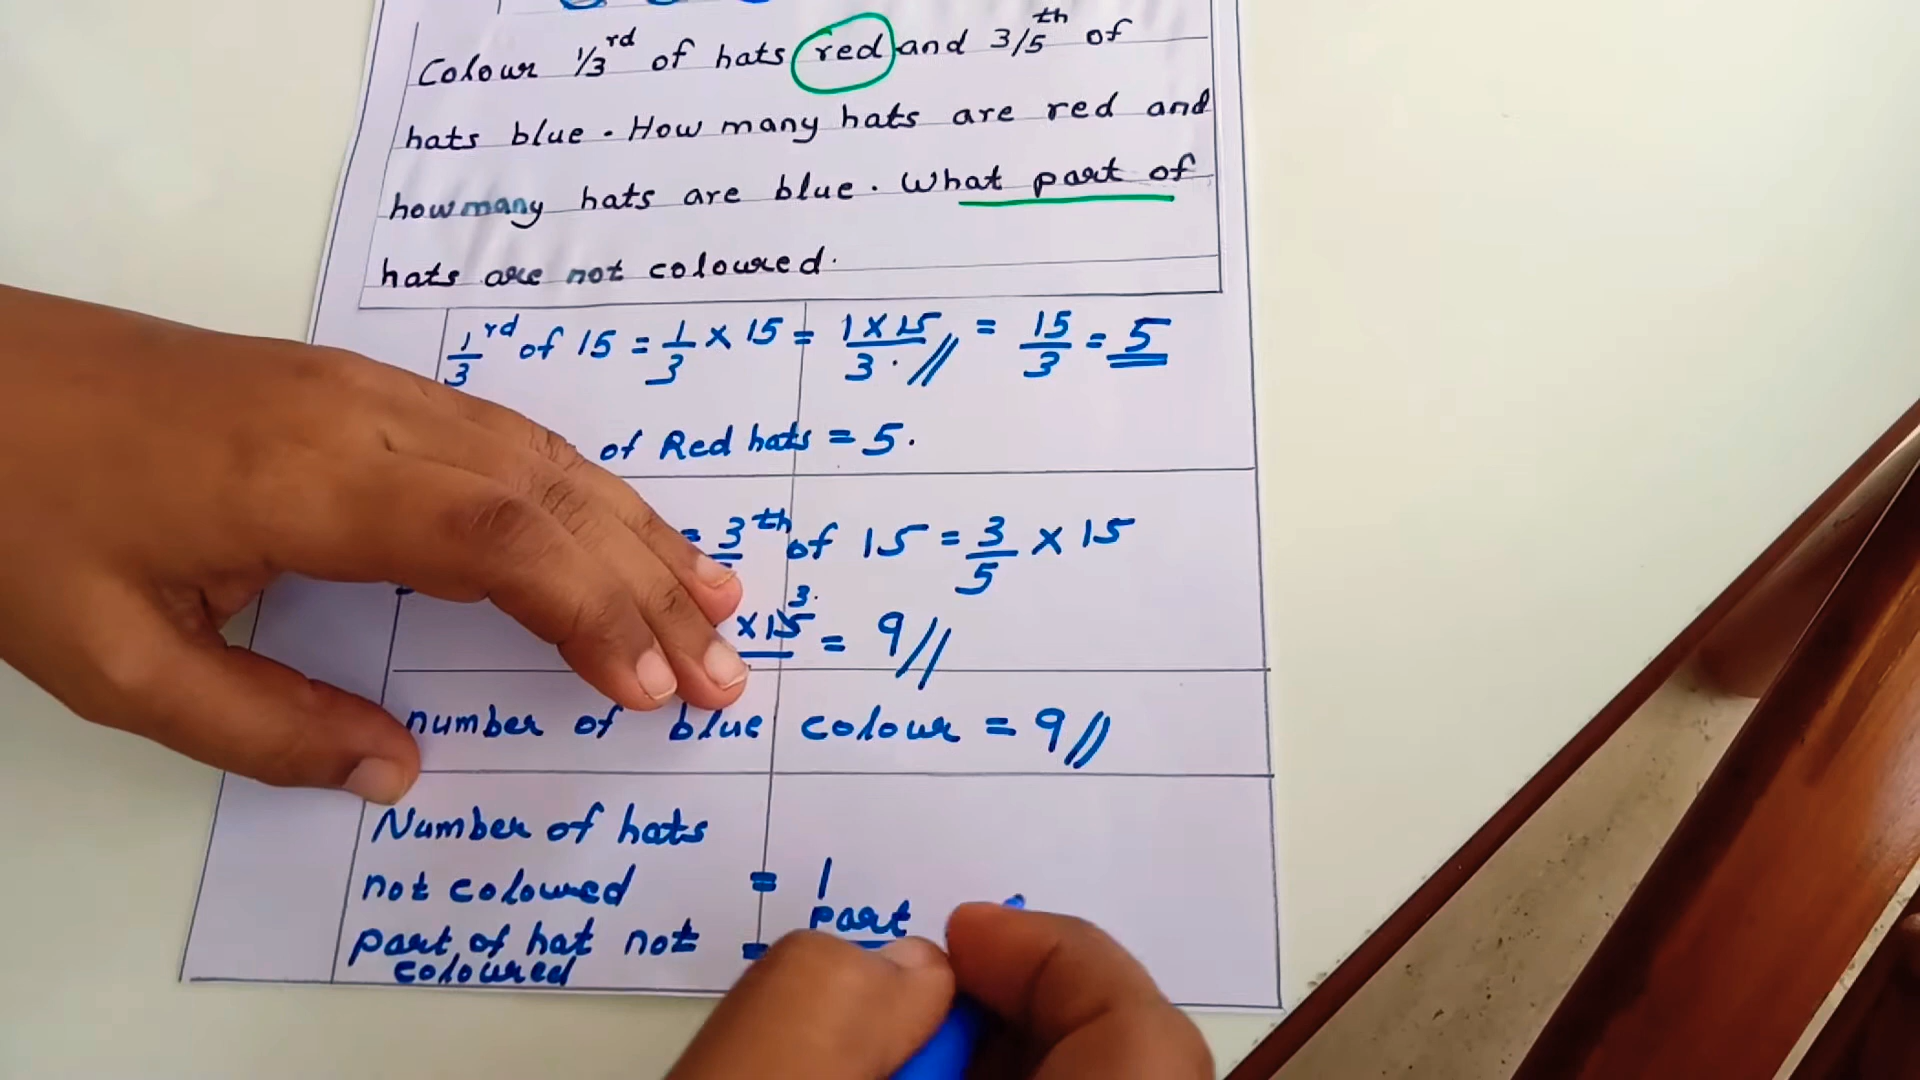 Colour 1/3rd of hats red and 3/5th of
hats blue. How many hats are red and
how many hats are blue. What part of
hats are not coloured.
1/3rd of 15 = 1/3 × 15 = 1×15/3 // = 15/3 = 5
of Red hats = 5.
= 3th of 15 = 3/5 × 15
× 15 3 = 9//
number of blue colour = 9//
Number of hats
not coloured = 1
part of hat not = part
coloured